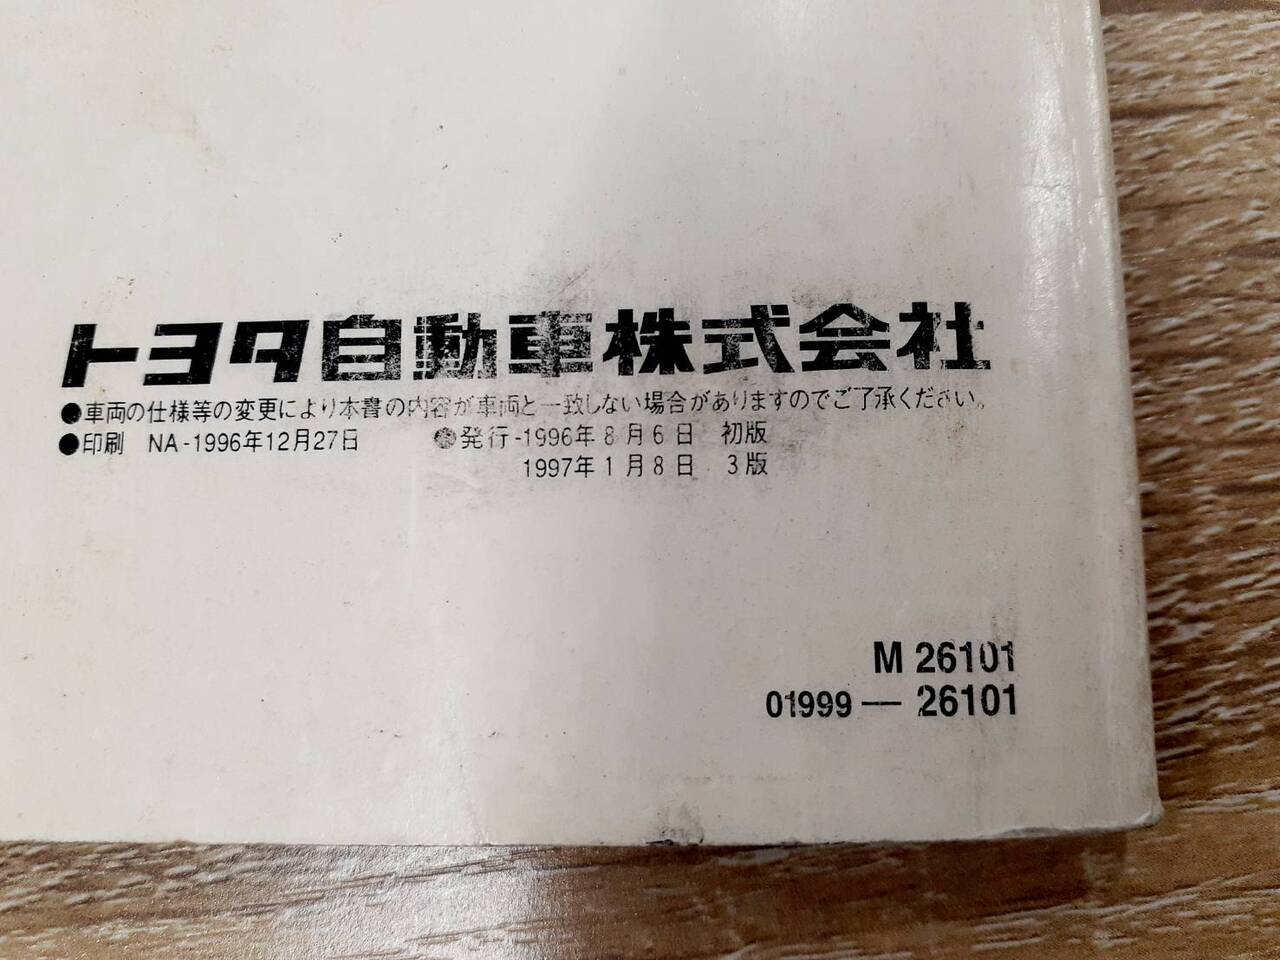 トヨタ自動車株式会社
●車両の仕様等の変更により本書の内容が車両と一致しない場合がありますのでご了承ください。
●印刷 NA-1996年12月27日 ●発行-1996年8月6日 初版
1997年1月8日 3版
M 26101
01999－26101